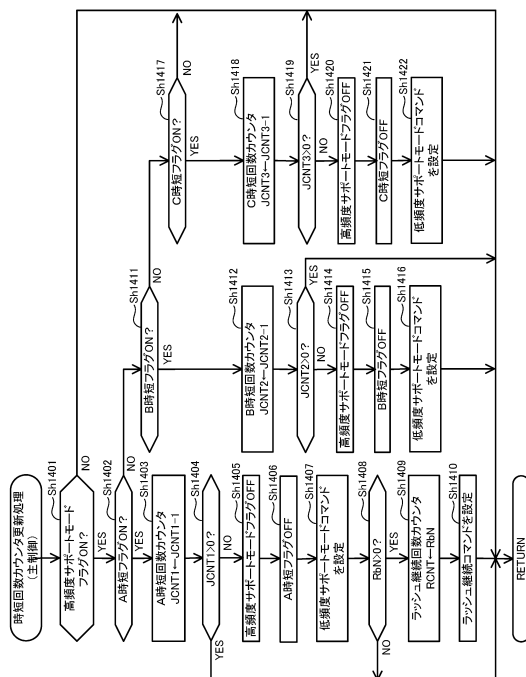 時短回数カウンタ更新処理
(主制御)
Sh1401
高頻度サポートモード
フラグON?
NO
YES
Sh1402
A時短フラグON?
NO
YES
Sh1403
A時短回数カウンタ
JCNT1←JCNT1-1
Sh1404
JCNT1>0?
YES
NO
Sh1405
高頻度サポートモードフラグOFF
Sh1406
A時短フラグOFF
Sh1407
低頻度サポートモードコマンド
を設定
Sh1408
RbN>0?
NO
YES
Sh1409
ラッシュ継続回数カウンタ
RCNT←RbN
Sh1410
ラッシュ継続コマンドを設定
RETURN
Sh1411
B時短フラグON?
NO
YES
Sh1412
B時短回数カウンタ
JCNT2←JCNT2-1
Sh1413
JCNT2>0?
YES
NO
Sh1414
高頻度サポートモードフラグOFF
Sh1415
B時短フラグOFF
Sh1416
低頻度サポートモードコマンド
を設定
Sh1417
C時短フラグON?
NO
YES
Sh1418
C時短回数カウンタ
JCNT3←JCNT3-1
Sh1419
JCNT3>0?
YES
NO
Sh1420
高頻度サポートモードフラグOFF
Sh1421
C時短フラグOFF
Sh1422
低頻度サポートモードコマンド
を設定